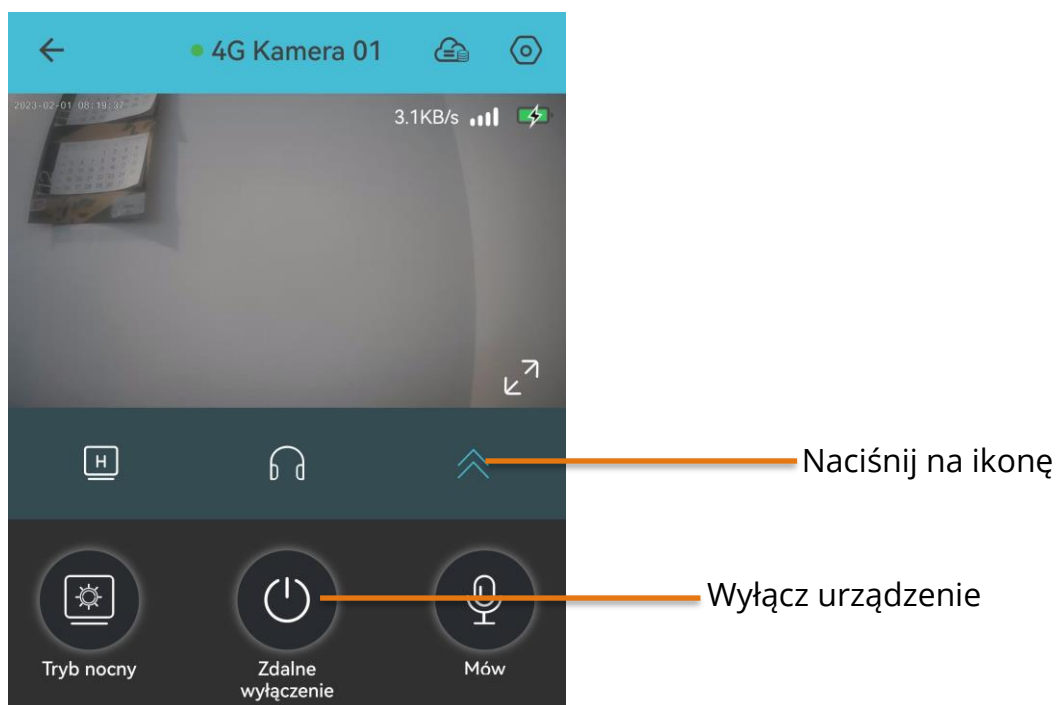 4G Kamera 01
2023-02-01 08:19:37
3.1KB/s
H
Naciśnij na ikonę
Wyłącz urządzenie
Tryb nocny
Zdalne
wyłączenie
Mów